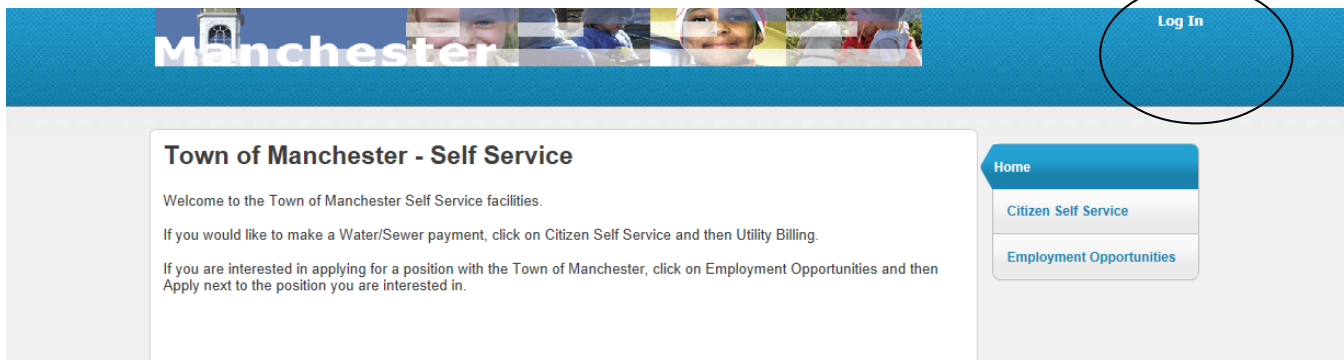 Manchester
Log In
Town of Manchester - Self Service
Welcome to the Town of Manchester Self Service facilities.
If you would like to make a Water/Sewer payment, click on Citizen Self Service and then Utility Billing.
If you are interested in applying for a position with the Town of Manchester, click on Employment Opportunities and then
Apply next to the position you are interested in.
Home
Citizen Self Service
Employment Opportunities